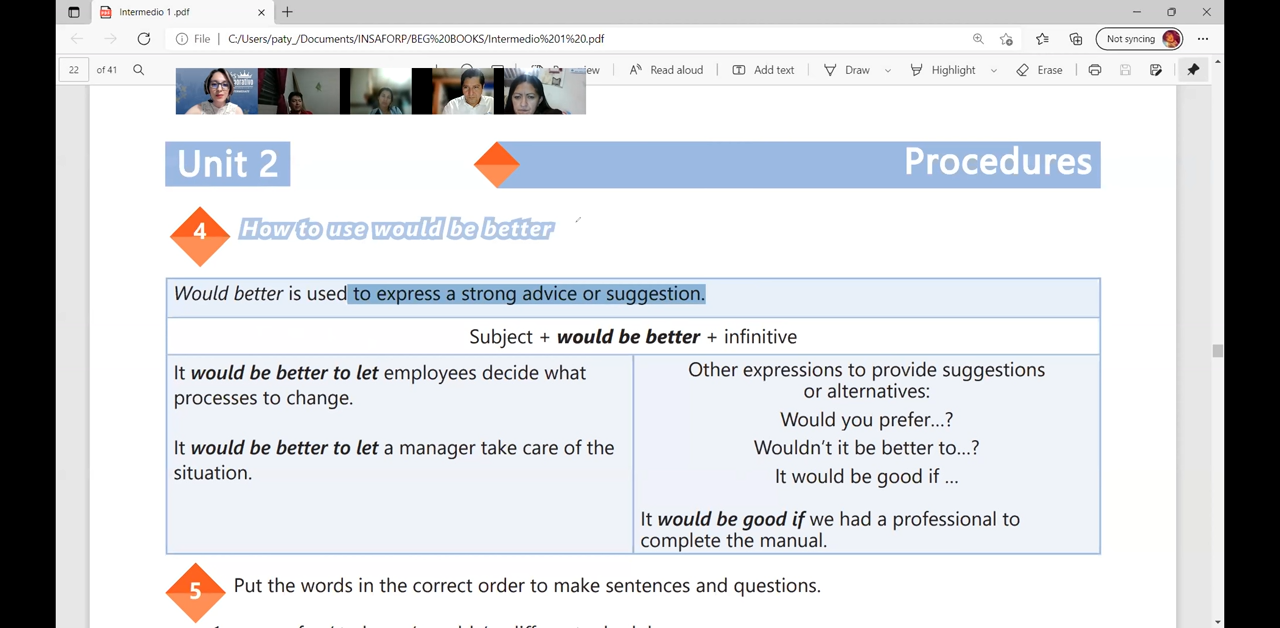 Intermedio 1 .pdf
File
C:/Users/paty_/Documents/INSAFORP/BEG%20BOOKS/Intermedio%201%20.pdf
Not syncing
22 of 41
Read aloud
Add text
Draw
Highlight
Erase
Unit 2
Procedures
4 How to use would be better
Would better is used to express a strong advice or suggestion.
Subject + would be better + infinitive
It would be better to let employees decide what
processes to change.
It would be better to let a manager take care of the
situation.
Other expressions to provide suggestions
or alternatives:
Would you prefer...?
Wouldn't it be better to...?
It would be good if ...
It would be good if we had a professional to
complete the manual.
5 Put the words in the correct order to make sentences and questions.